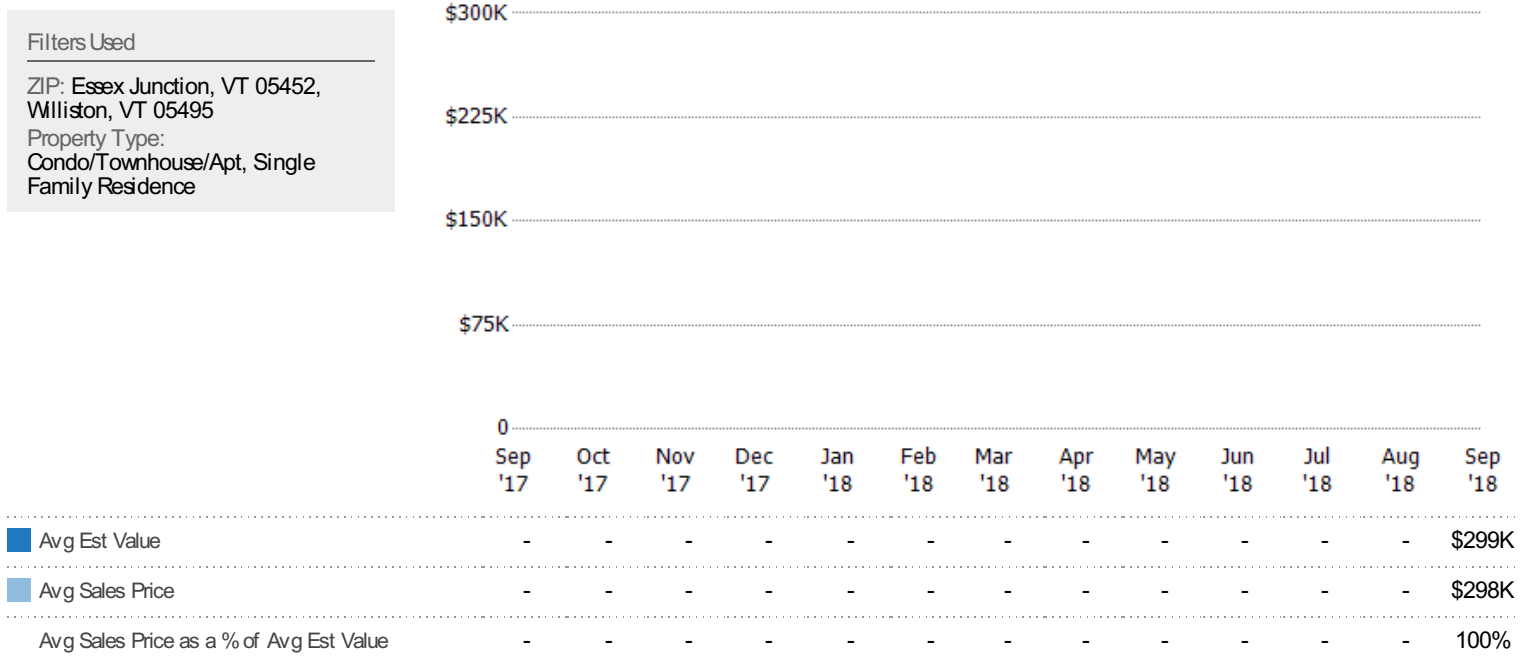 Filters Used
ZIP: Essex Junction, VT 05452,
Williston, VT 05495
Property Type:
Condo/Townhouse/Apt, Single
Family Residence
$300K
$225K
$150K
$75K
0
Sep Oct Nov Dec Jan Feb Mar Apr May Jun Jul Aug Sep
'17 '17 '17 '17 '18 '18 '18 '18 '18 '18 '18 '18 '18
Avg Est Value - - - - - - - - - - - - $299K
Avg Sales Price - - - - - - - - - - - - $298K
Avg Sales Price as a % of Avg Est Value - - - - - - - - - - - - 100%